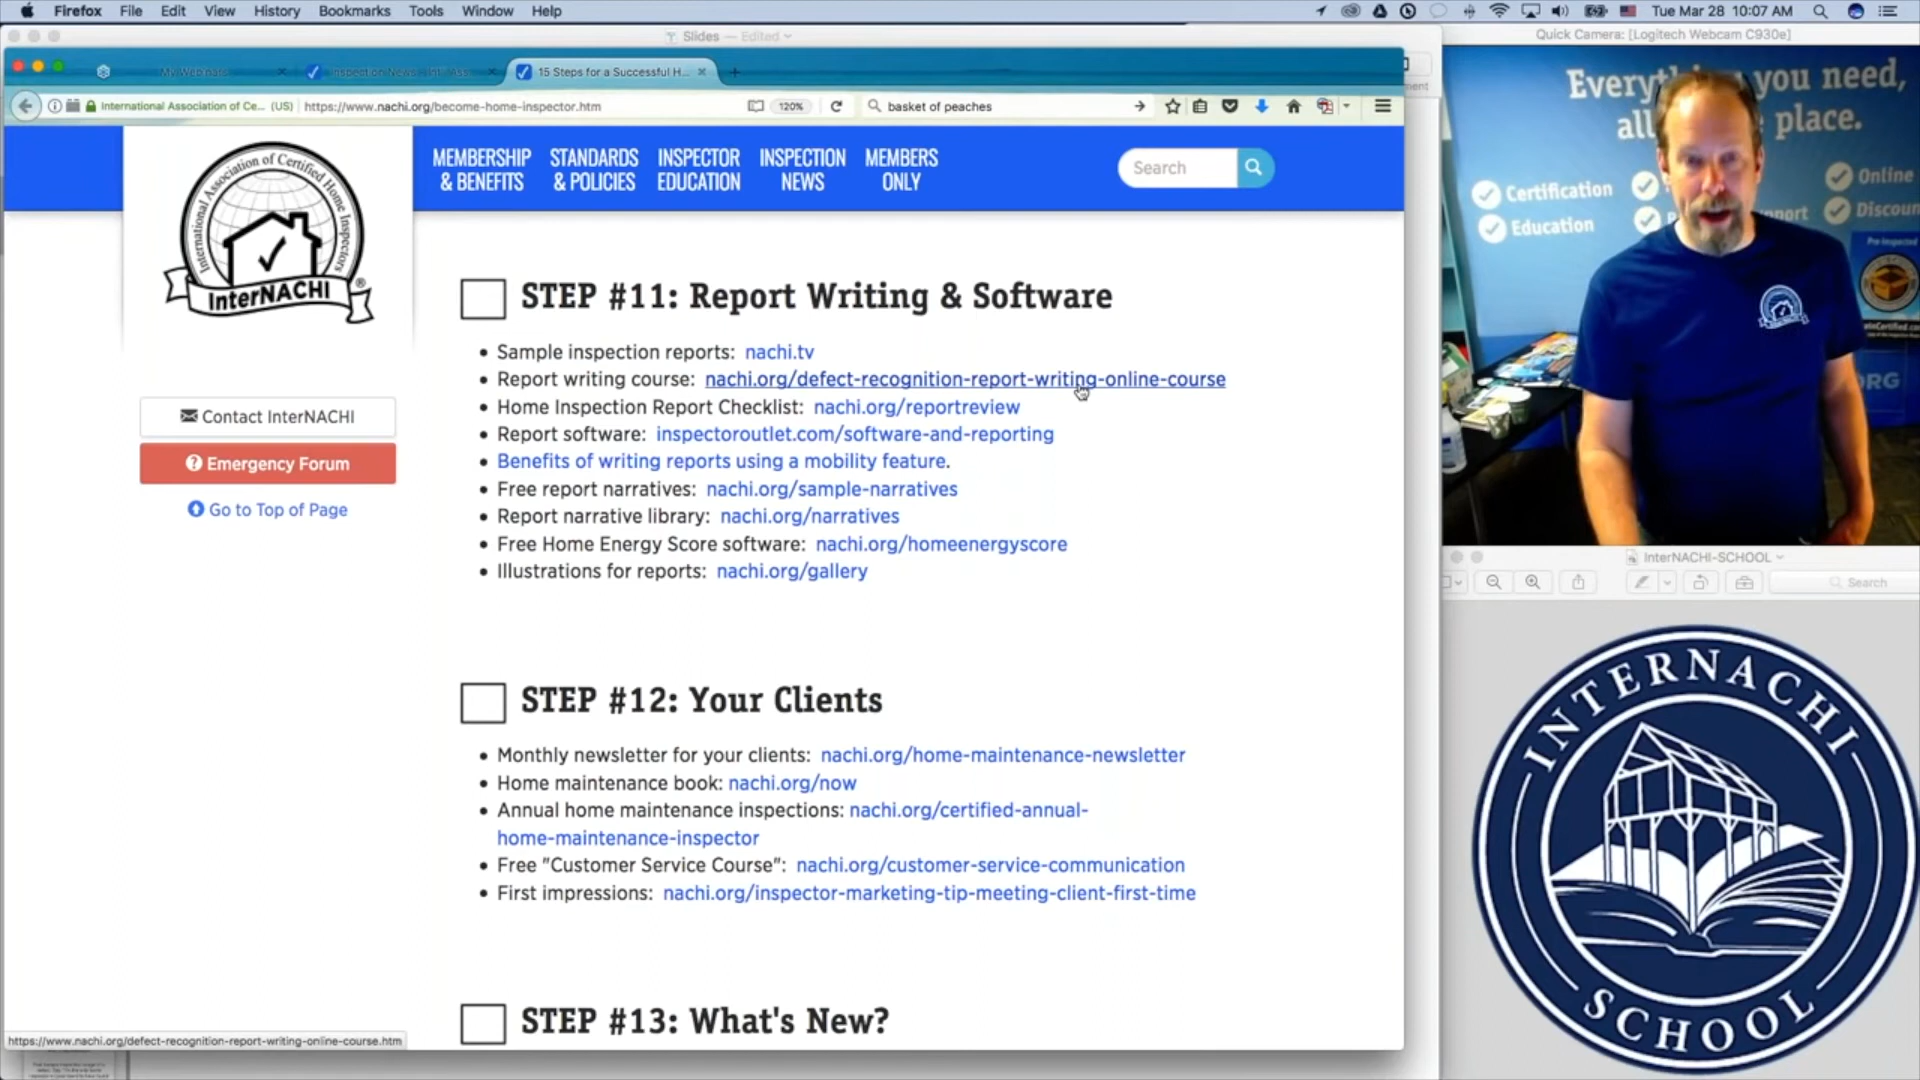 Firefox File Edit View History Bookmarks Tools Window Help
Tue Mar 28 10:07 AM
Slides — Edited
Quick Camera: [Logitech Webcam C930e]
My Webinars
15 Steps for a Successful H...
International Association of Ce... (US)
https://www.nachi.org/become-home-inspector.htm
120%
basket of peaches
MEMBERSHIP & BENEFITS
STANDARDS & POLICIES
INSPECTOR EDUCATION
INSPECTION NEWS
MEMBERS ONLY
Search
International Association of Certified Home Inspectors
InterNACHI®
Contact InterNACHI
Emergency Forum
Go to Top of Page
STEP #11: Report Writing & Software
• Sample inspection reports: nachi.tv
• Report writing course: nachi.org/defect-recognition-report-writing-online-course
• Home Inspection Report Checklist: nachi.org/reportreview
• Report software: inspectoroutlet.com/software-and-reporting
• Benefits of writing reports using a mobility feature.
• Free report narratives: nachi.org/sample-narratives
• Report narrative library: nachi.org/narratives
• Free Home Energy Score software: nachi.org/homeenergyscore
• Illustrations for reports: nachi.org/gallery
STEP #12: Your Clients
• Monthly newsletter for your clients: nachi.org/home-maintenance-newsletter
• Home maintenance book: nachi.org/now
• Annual home maintenance inspections: nachi.org/certified-annual-
home-maintenance-inspector
• Free "Customer Service Course": nachi.org/customer-service-communication
• First impressions: nachi.org/inspector-marketing-tip-meeting-client-first-time
STEP #13: What's New?
https://www.nachi.org/defect-recognition-report-writing-online-course.htm
you need,
place.
Certification
Education
Online
InterNACHI-SCHOOL
Search
INTERNACHI
SCHOOL